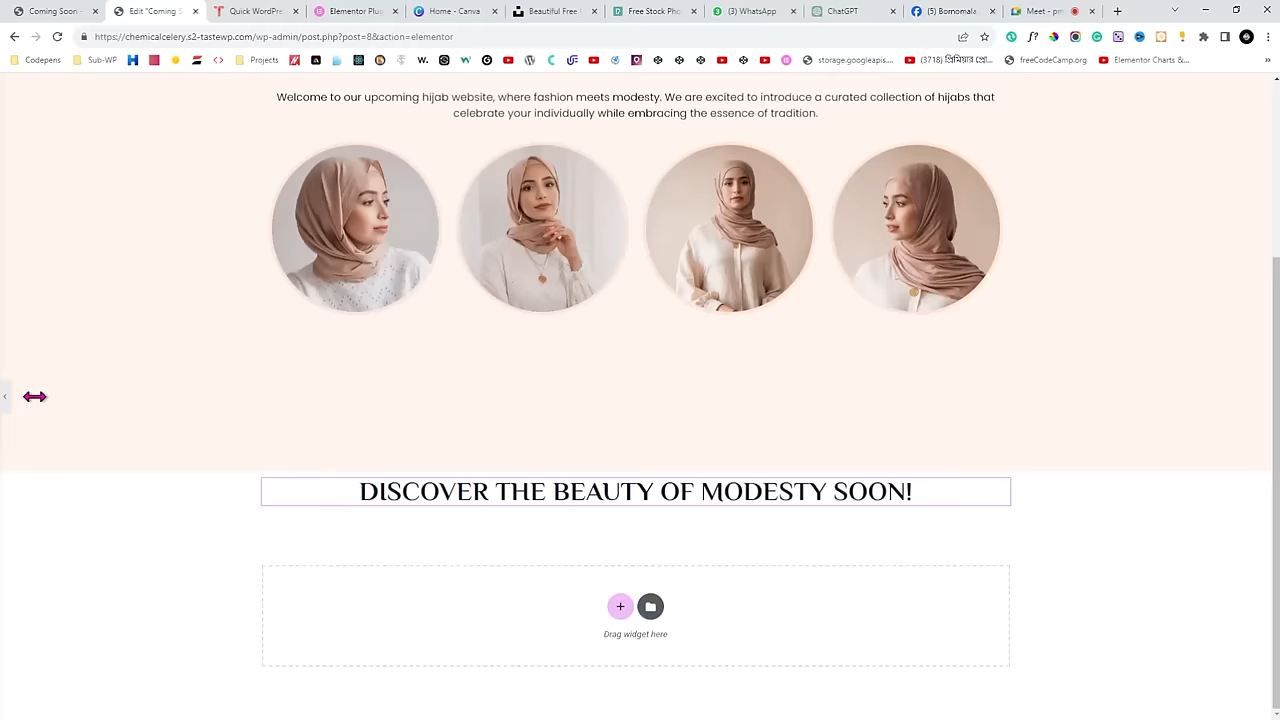 Coming Soon -
Edit "Coming S
Quick WordPre
Elementor Plug
Home - Canva
Beautiful Free
Free Stock Pho
(3) WhatsApp
ChatGPT
(5) Bornomala
Meet - pm
https://chemicalcelery.s2-tastewp.com/wp-admin/post.php?post=8&action=elementor
Codepens
Sub-WP
Projects
storage.googleapis....
(3718) প্রিমিয়ার প্রো...
freeCodeCamp.org
Elementor Charts &...
Welcome to our upcoming hijab website, where fashion meets modesty. We are excited to introduce a curated collection of hijabs that
celebrate your individually while embracing the essence of tradition.
DISCOVER THE BEAUTY OF MODESTY SOON!
Drag widget here